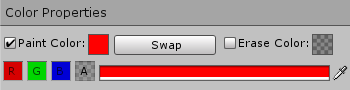 Color Properties
Paint Color: Swap Erase Color:
R G B A